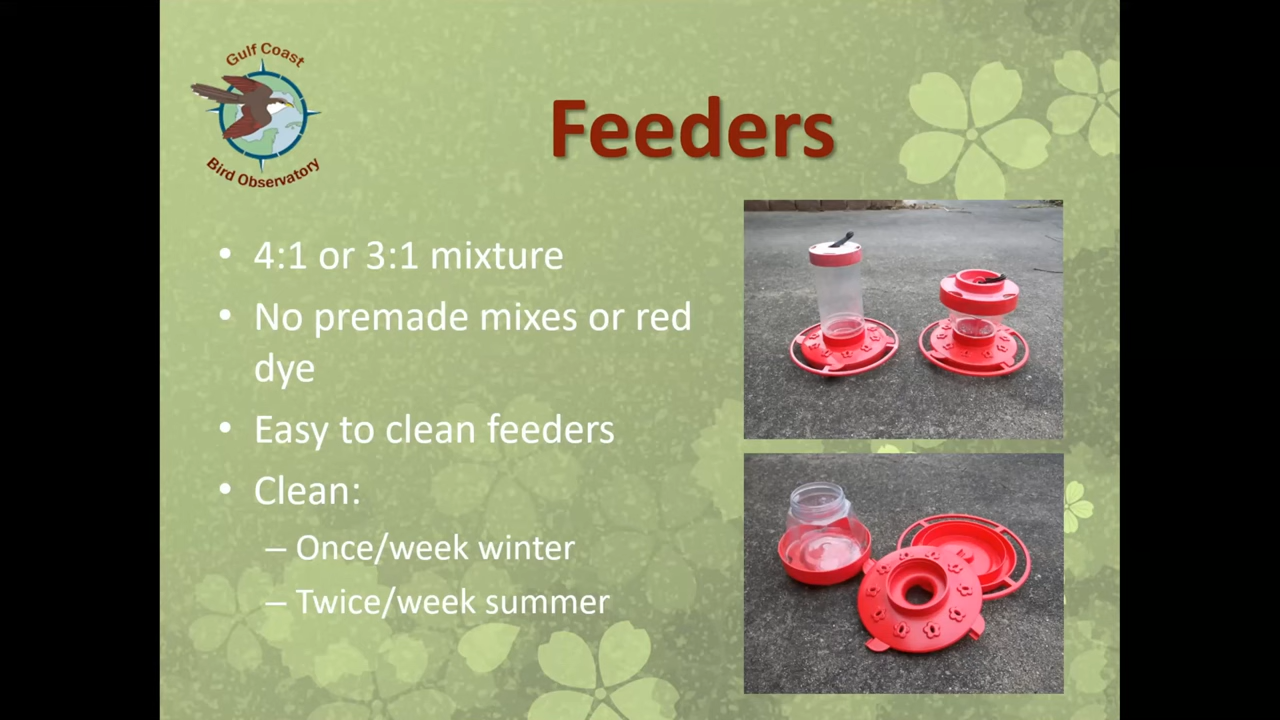 Gulf Coast
Bird Observatory
Feeders
• 4:1 or 3:1 mixture
• No premade mixes or red
dye
• Easy to clean feeders
• Clean:
– Once/week winter
– Twice/week summer